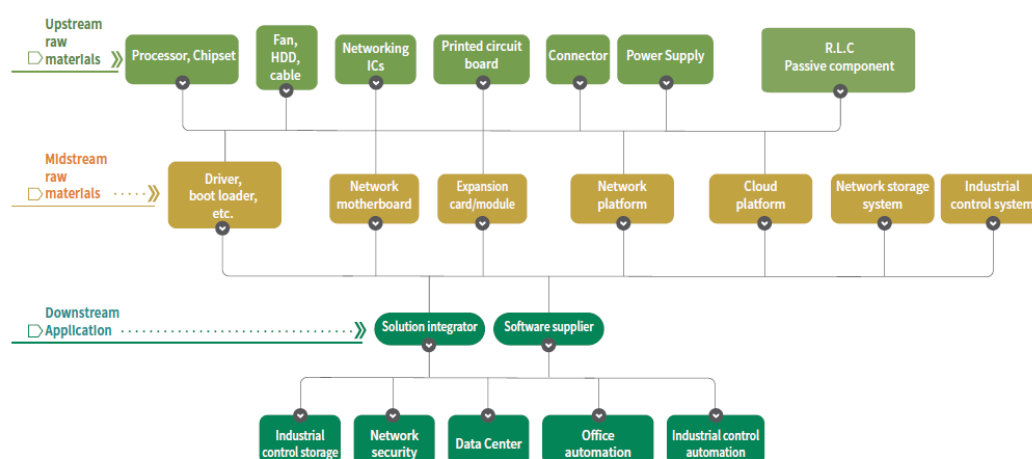 Upstream
raw
materials
Processor, Chipset
Fan,
HDD,
cable
Networking
ICs
Printed circuit
board
Connector
Power Supply
R.L.C
Passive component
MIdstream
raw
materials
Driver,
boot loader,
etc.
Network
motherboard
Expansion
card/module
Network
platform
Cloud
platform
Network storage
system
Industrial
control system
Downstream
Application
Solution integrator
Software supplier
Industrial
control storage
Network
security
Data Center
Office
automation
Industrial control
automation